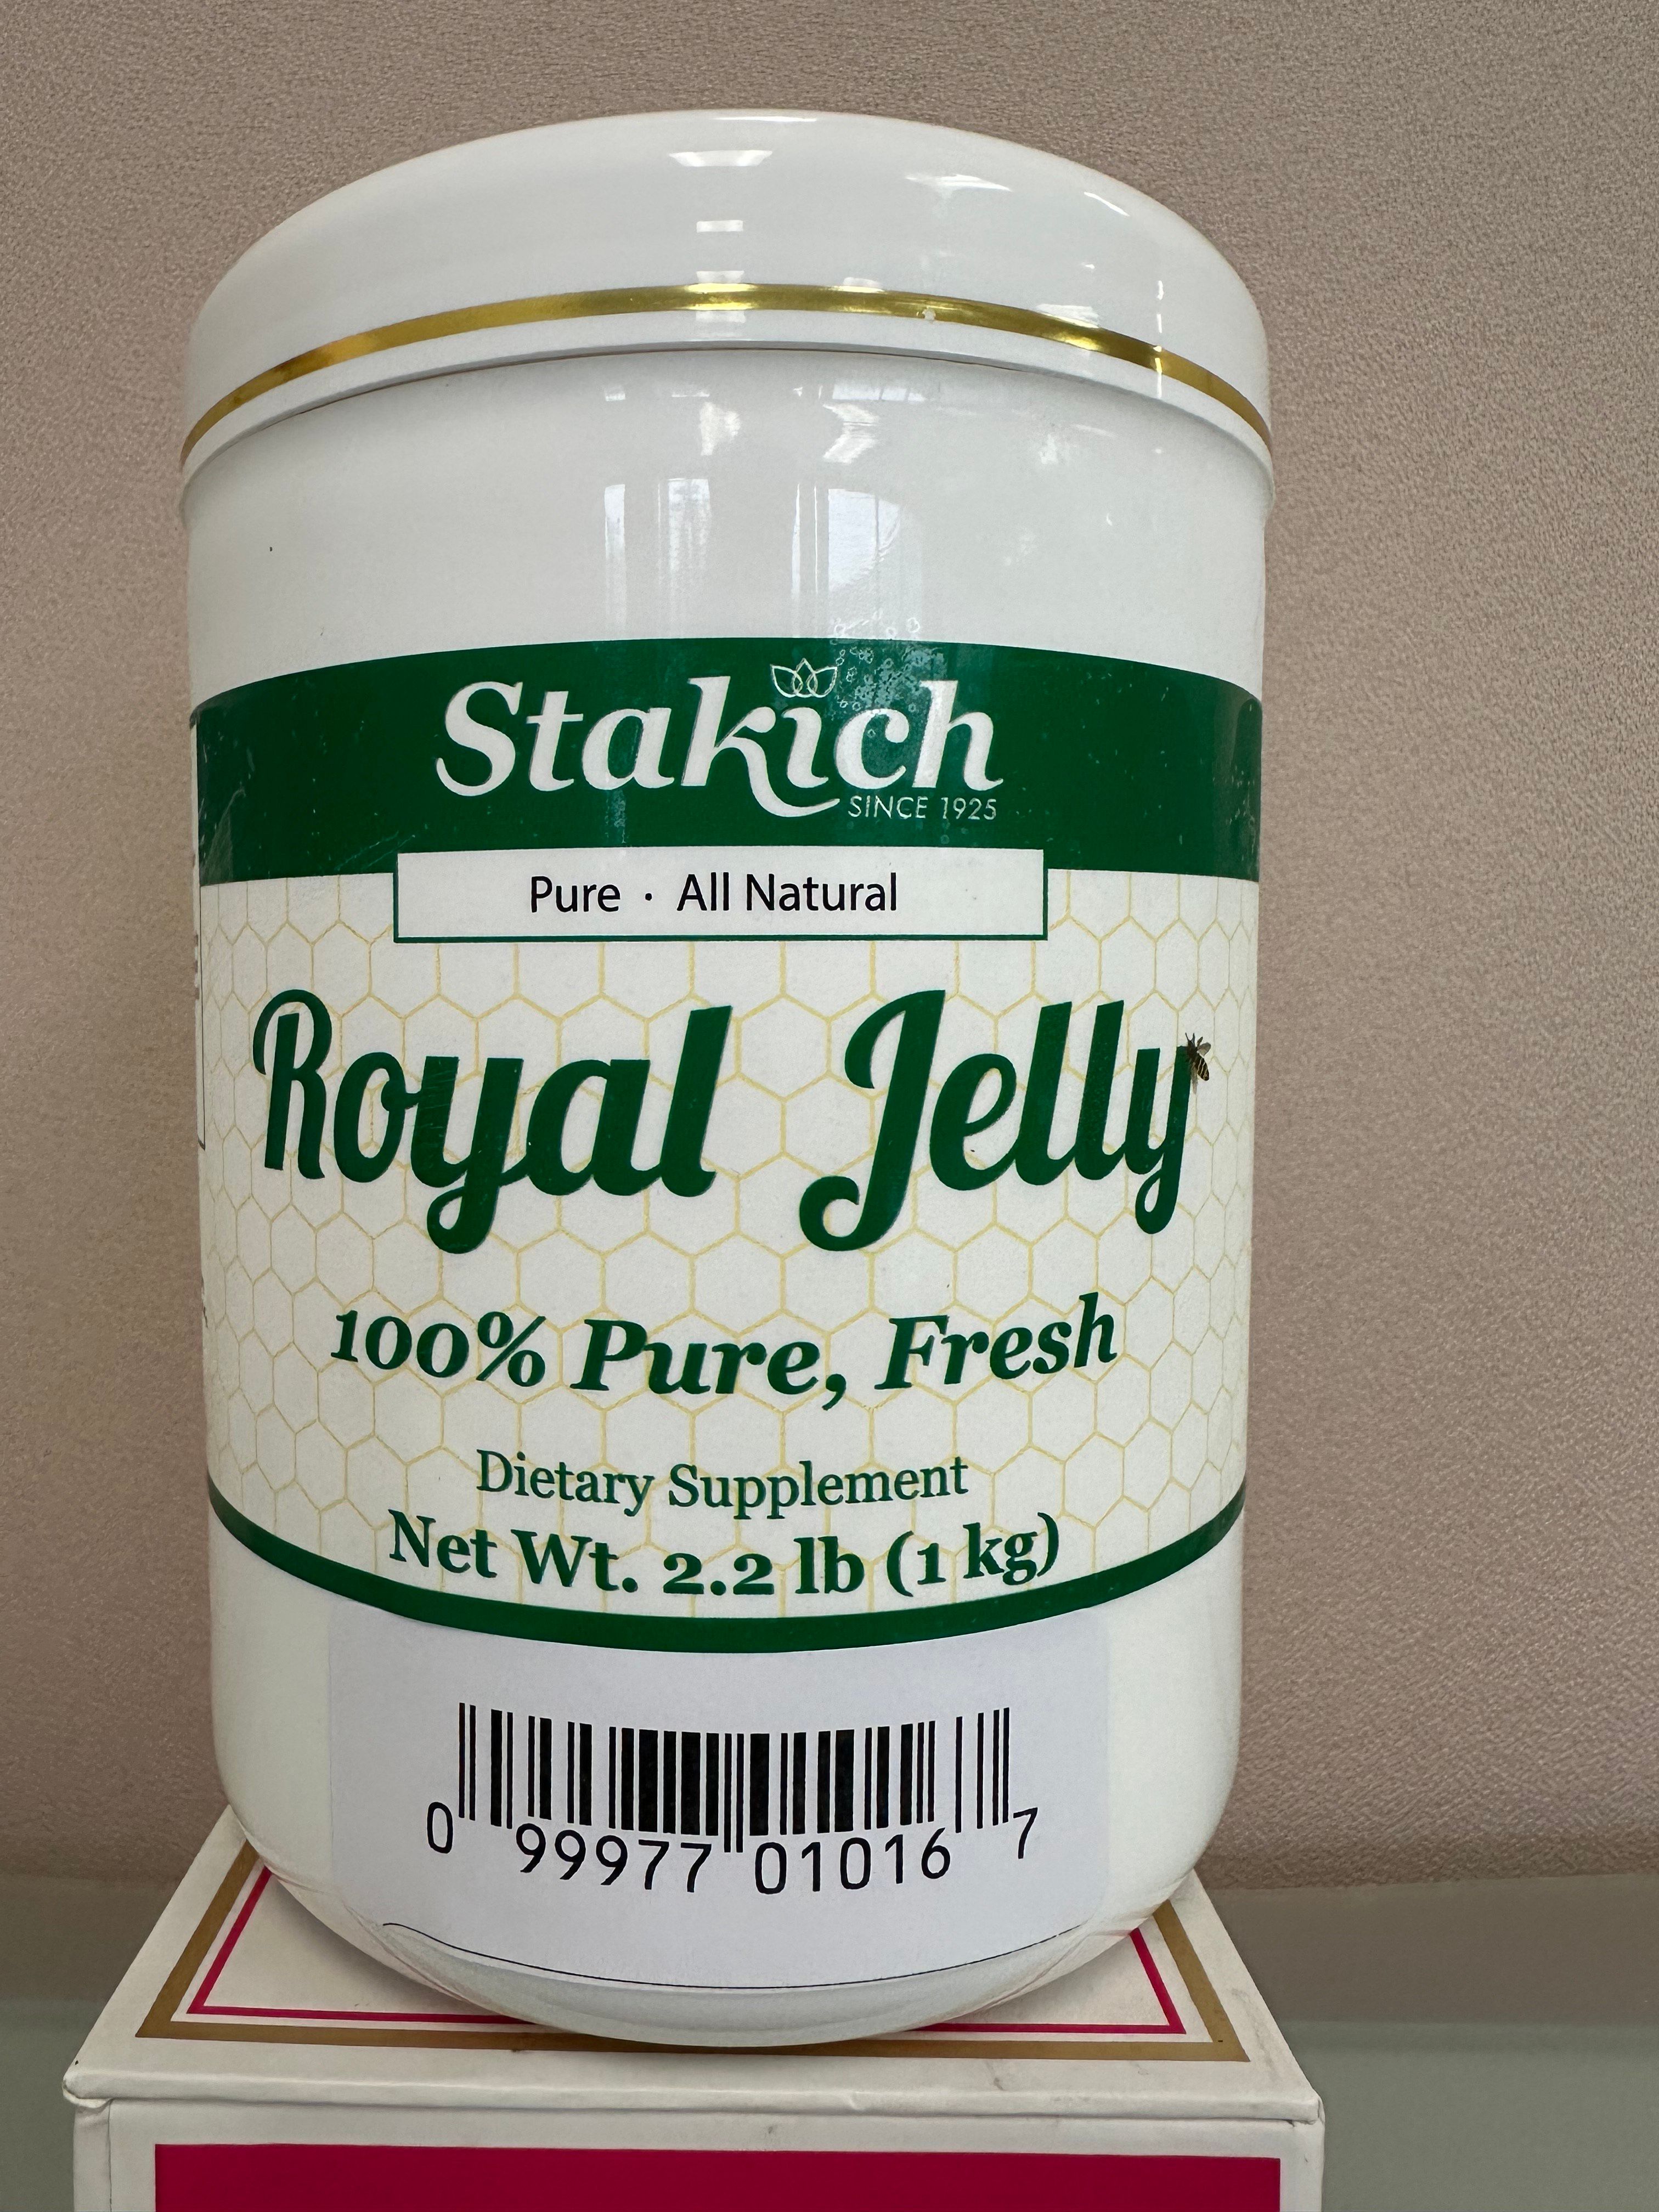 Stakich
SINCE 1925
Pure · All Natural
Royal Jelly
100% Pure, Fresh
Dietary Supplement
Net Wt. 2.2 lb (1 kg)
0 99977 01016 7